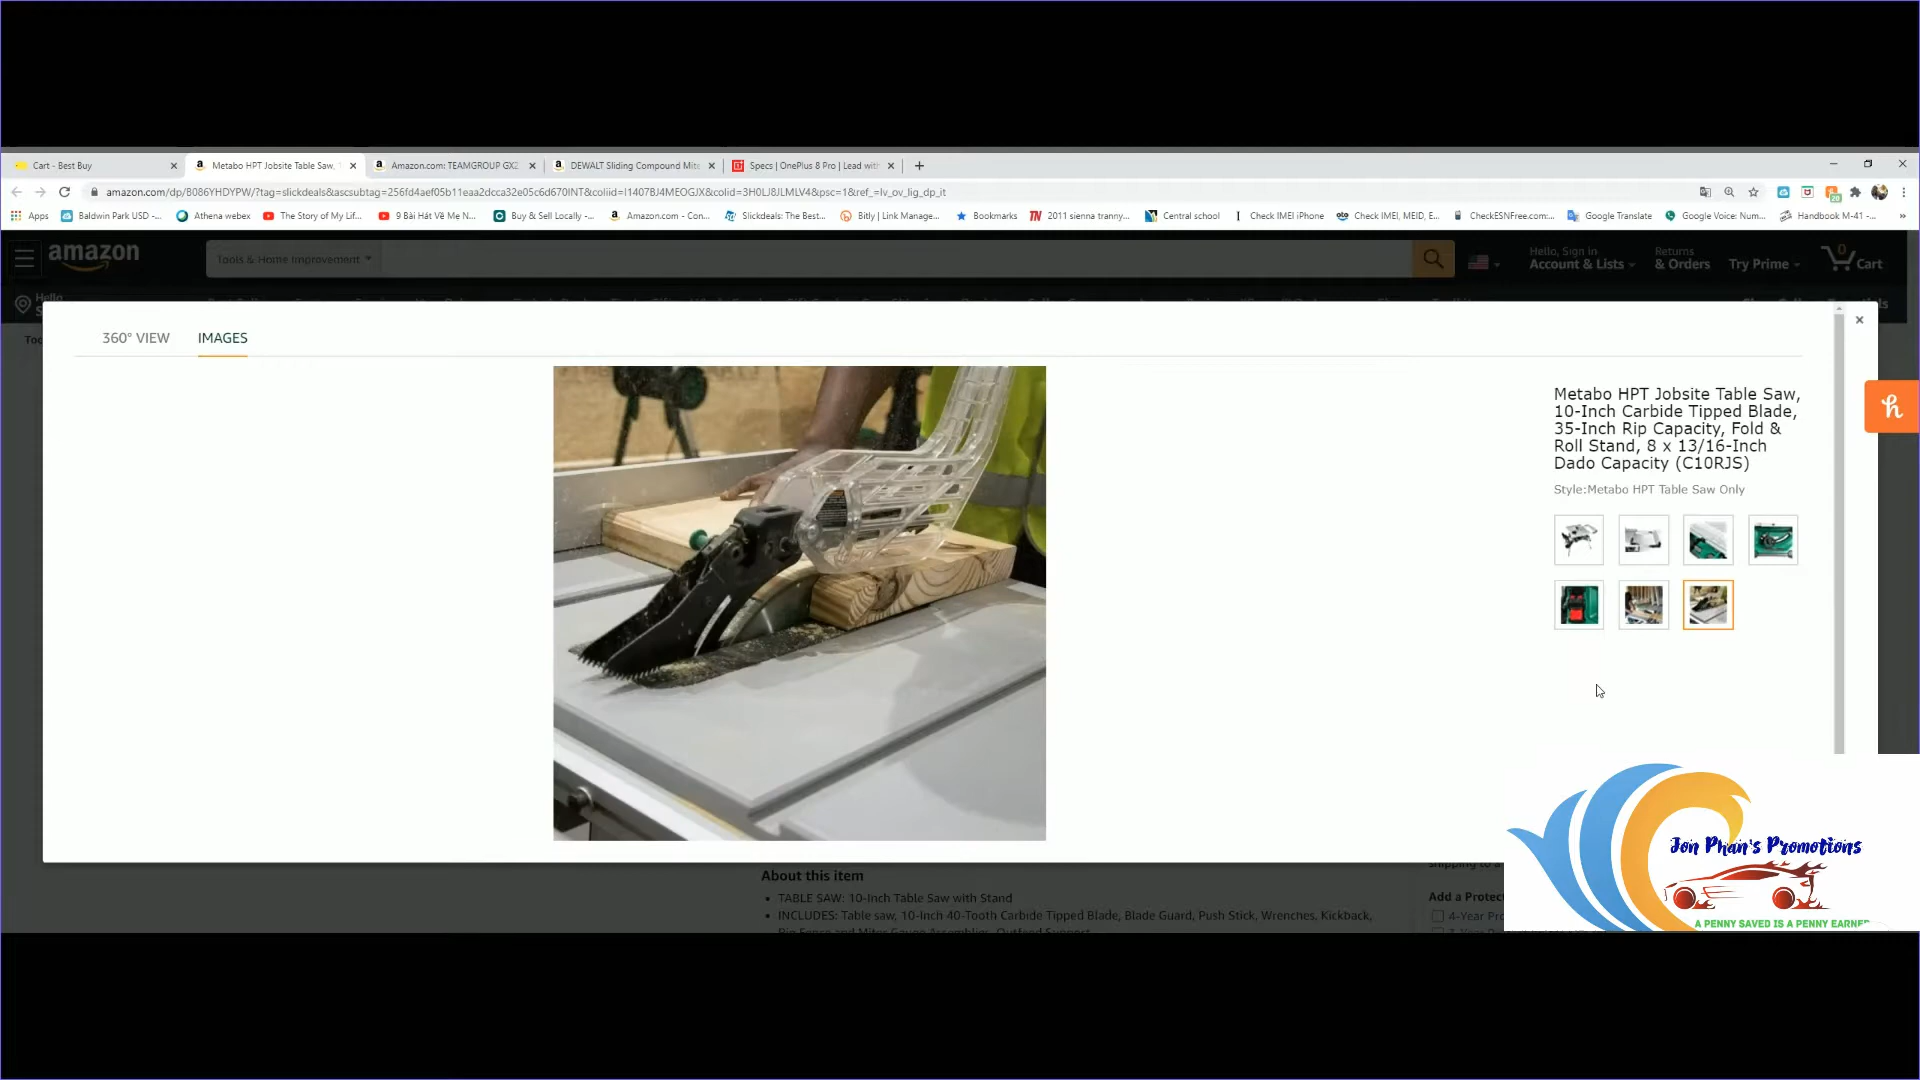 Cart - Best Buy
Metabo HPT Jobsite Table Saw,
Amazon.com: TEAMGROUP GX2
DEWALT Sliding Compound Mite
Specs | OnePlus 8 Pro | Lead with
amazon.com/dp/B086YHDYPW/?tag=slickdeals&ascsubtag=256fd4aef05b11eaa2dcca32e05c6d670INT&coliid=I1407BJ4MEOGJX&colid=3H0LJ8JLMLV4&psc=1&ref_=lv_ov_lig_dp_it
Apps
Baldwin Park USD -...
Athena webex
The Story of My Lif...
9 Bài Hát Về Mẹ N...
Buy & Sell Locally -...
Amazon.com - Con...
Slickdeals: The Best...
Bitly | Link Manage...
Bookmarks
2011 sienna tranny...
Central school
Check IMEI iPhone
Check IMEI, MEID, E...
CheckESNFree.com:...
Google Translate
Google Voice: Num...
Handbook M-41 -...
amazon
Tools & Home Improvement
Hello, Sign in
Account & Lists
Returns
& Orders
Try Prime
0
Cart
Hello
360° VIEW
IMAGES
Metabo HPT Jobsite Table Saw,
10-Inch Carbide Tipped Blade,
35-Inch Rip Capacity, Fold &
Roll Stand, 8 x 13/16-Inch
Dado Capacity (C10RJS)
Style:Metabo HPT Table Saw Only
h
About this item
TABLE SAW: 10-Inch Table Saw with Stand
INCLUDES: Table saw, 10-Inch 40-Tooth Carbide Tipped Blade, Blade Guard, Push Stick, Wrenches, Kickback,
Rip Fence and Miter Gauge Assemblies, Outfeed Support
Add a Protect
4-Year Pro
Jon Phan's Promotions
A PENNY SAVED IS A PENNY EARNED